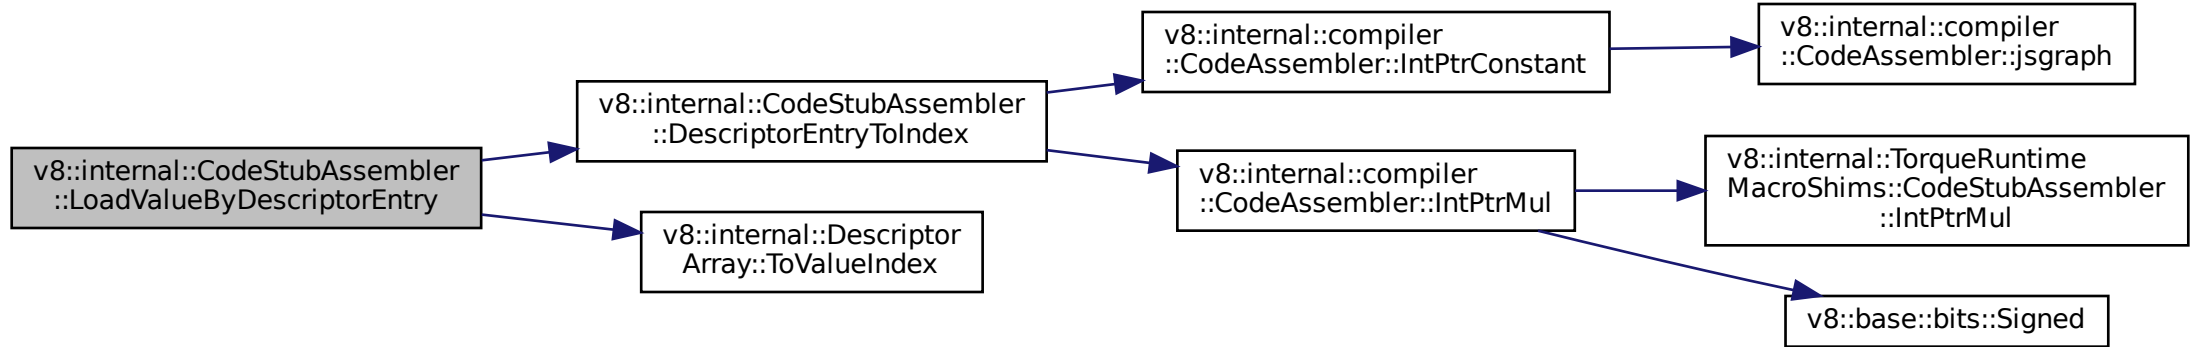 v8::internal::CodeStubAssembler
::LoadValueByDescriptorEntry
v8::internal::CodeStubAssembler
::DescriptorEntryToIndex
v8::internal::Descriptor
Array::ToValueIndex
v8::internal::compiler
::CodeAssembler::IntPtrConstant
v8::internal::compiler
::CodeAssembler::IntPtrMul
v8::internal::compiler
::CodeAssembler::jsgraph
v8::internal::TorqueRuntime
MacroShims::CodeStubAssembler
::IntPtrMul
v8::base::bits::Signed